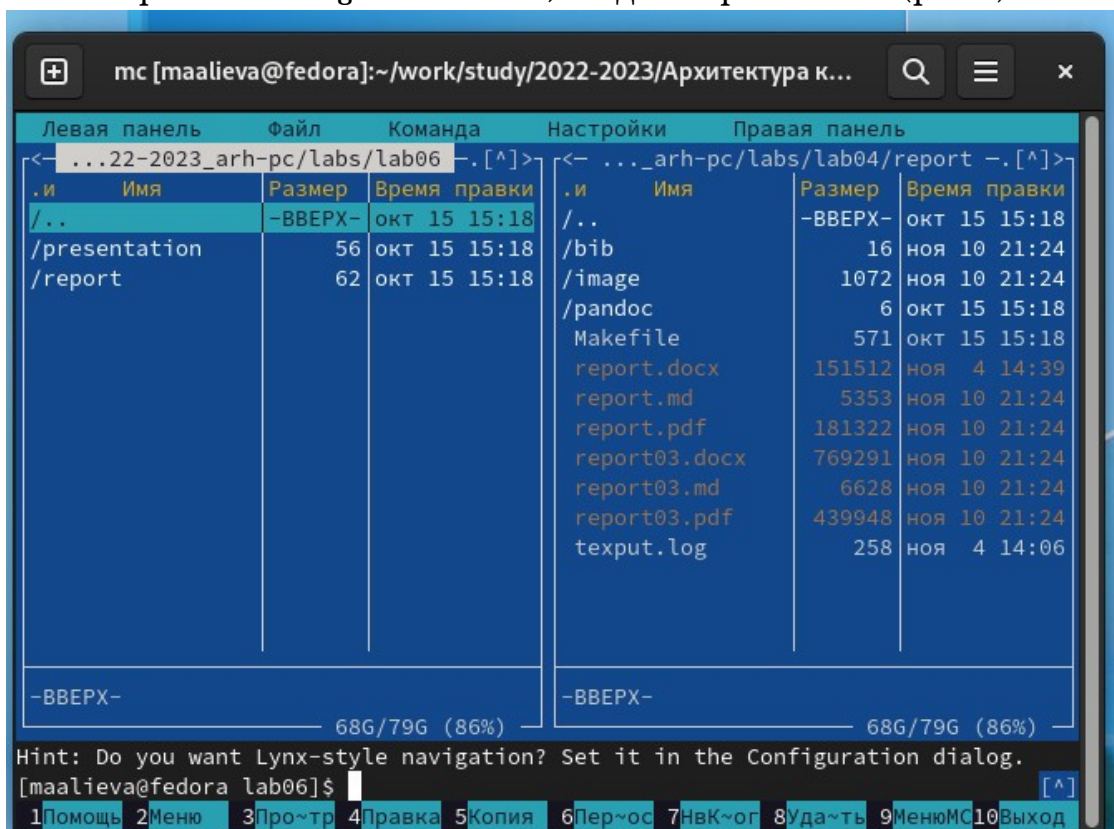 mc [maalieva@fedora]:~/work/study/2022-2023/Архитектура к...
Левая панель Файл Команда Настройки Правая панель
<— ...22-2023_arh-pc/labs/lab06 —.[^]> <— ..._arh-pc/labs/lab04/report —.[^]>
.и Имя Размер Время правки .и Имя Размер Время правки
/.. -ВВЕРХ- окт 15 15:18 /.. -ВВЕРХ- окт 15 15:18
/presentation 56 окт 15 15:18 /bib 16 ноя 10 21:24
/report 62 окт 15 15:18 /image 1072 ноя 10 21:24
/pandoc 6 окт 15 15:18
Makefile 571 окт 15 15:18
report.docx 151512 ноя 4 14:39
report.md 5353 ноя 10 21:24
report.pdf 181322 ноя 10 21:24
report03.docx 769291 ноя 10 21:24
report03.md 6628 ноя 10 21:24
report03.pdf 439948 ноя 10 21:24
texput.log 258 ноя 4 14:06
-ВВЕРХ- -ВВЕРХ-
68G/79G (86%) 68G/79G (86%)
Hint: Do you want Lynx-style navigation? Set it in the Configuration dialog.
[maalieva@fedora lab06]$ [^]
1Помощь 2Меню 3Про~тр 4Правка 5Копия 6Пер~ос 7НвК~ог 8Уда~ть 9МенюМС 10Выход